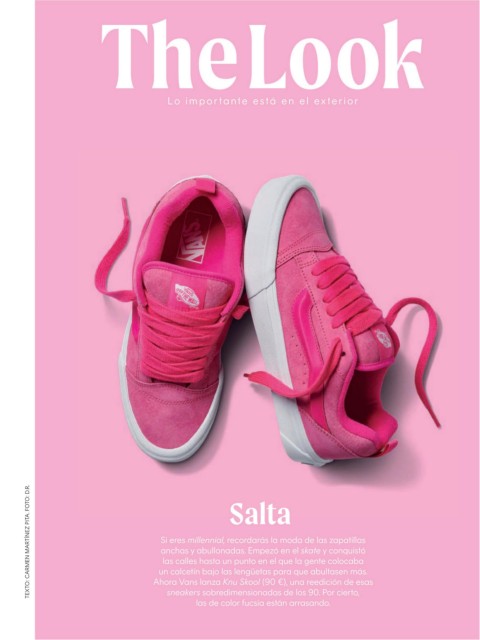 The Look
Lo importante está en el exterior
VANS
Salta
Si eres millennial, recordarás la moda de las zapatillas
anchas y abullonadas. Empezó en el skate y conquistó
las calles hasta un punto en el que la gente colocaba
un calcetín bajo las lengüetas para que abultasen más.
Ahora Vans lanza Knu Skool (90 €), una reedición de esas
sneakers sobredimensionadas de los 90. Por cierto,
las de color fucsia están arrasando.
TEXTO: CARMEN MARTÍNEZ PITA. FOTO: D.R.